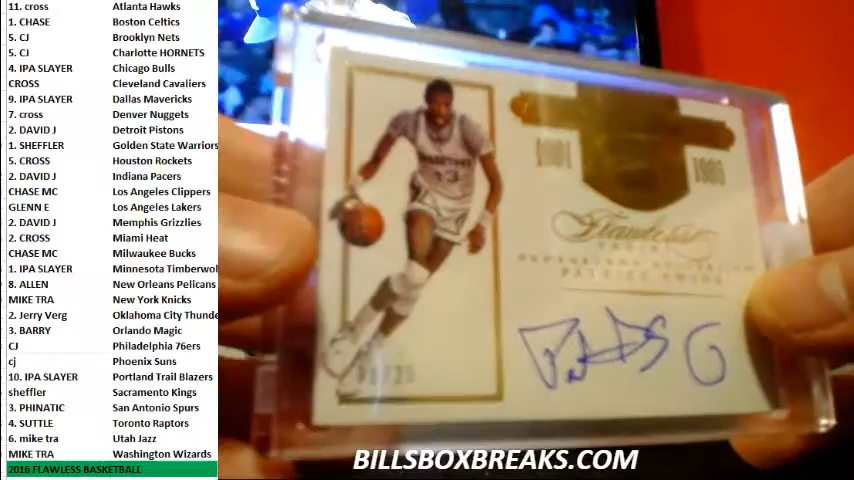 11. cross Atlanta Hawks
1. CHASE Boston Celtics
5. CJ Brooklyn Nets
5. CJ Charlotte HORNETS
4. IPA SLAYER Chicago Bulls
CROSS Cleveland Cavaliers
9. IPA SLAYER Dallas Mavericks
7. cross Denver Nuggets
2. DAVID J Detroit Pistons
1. SHEFFLER Golden State Warriors
5. CROSS Houston Rockets
2. DAVID J Indiana Pacers
CHASE MC Los Angeles Clippers
GLENN E Los Angeles Lakers
2. DAVID J Memphis Grizzlies
2. CROSS Miami Heat
CHASE MC Milwaukee Bucks
1. IPA SLAYER Minnesota Timberwol
8. ALLEN New Orleans Pelicans
MIKE TRA New York Knicks
2. Jerry Verg Oklahoma City Thunde
3. BARRY Orlando Magic
CJ Philadelphia 76ers
cj Phoenix Suns
10. IPA SLAYER Portland Trail Blazers
sheffler Sacramento Kings
3. PHINATIC San Antonio Spurs
4. SUTTLE Toronto Raptors
6. mike tra Utah Jazz
MIKE TRA Washington Wizards
2016 FLAWLESS BASKETBALL
33
Flawless
PATRICK EWING
BILLSBOXBREAKS.COM